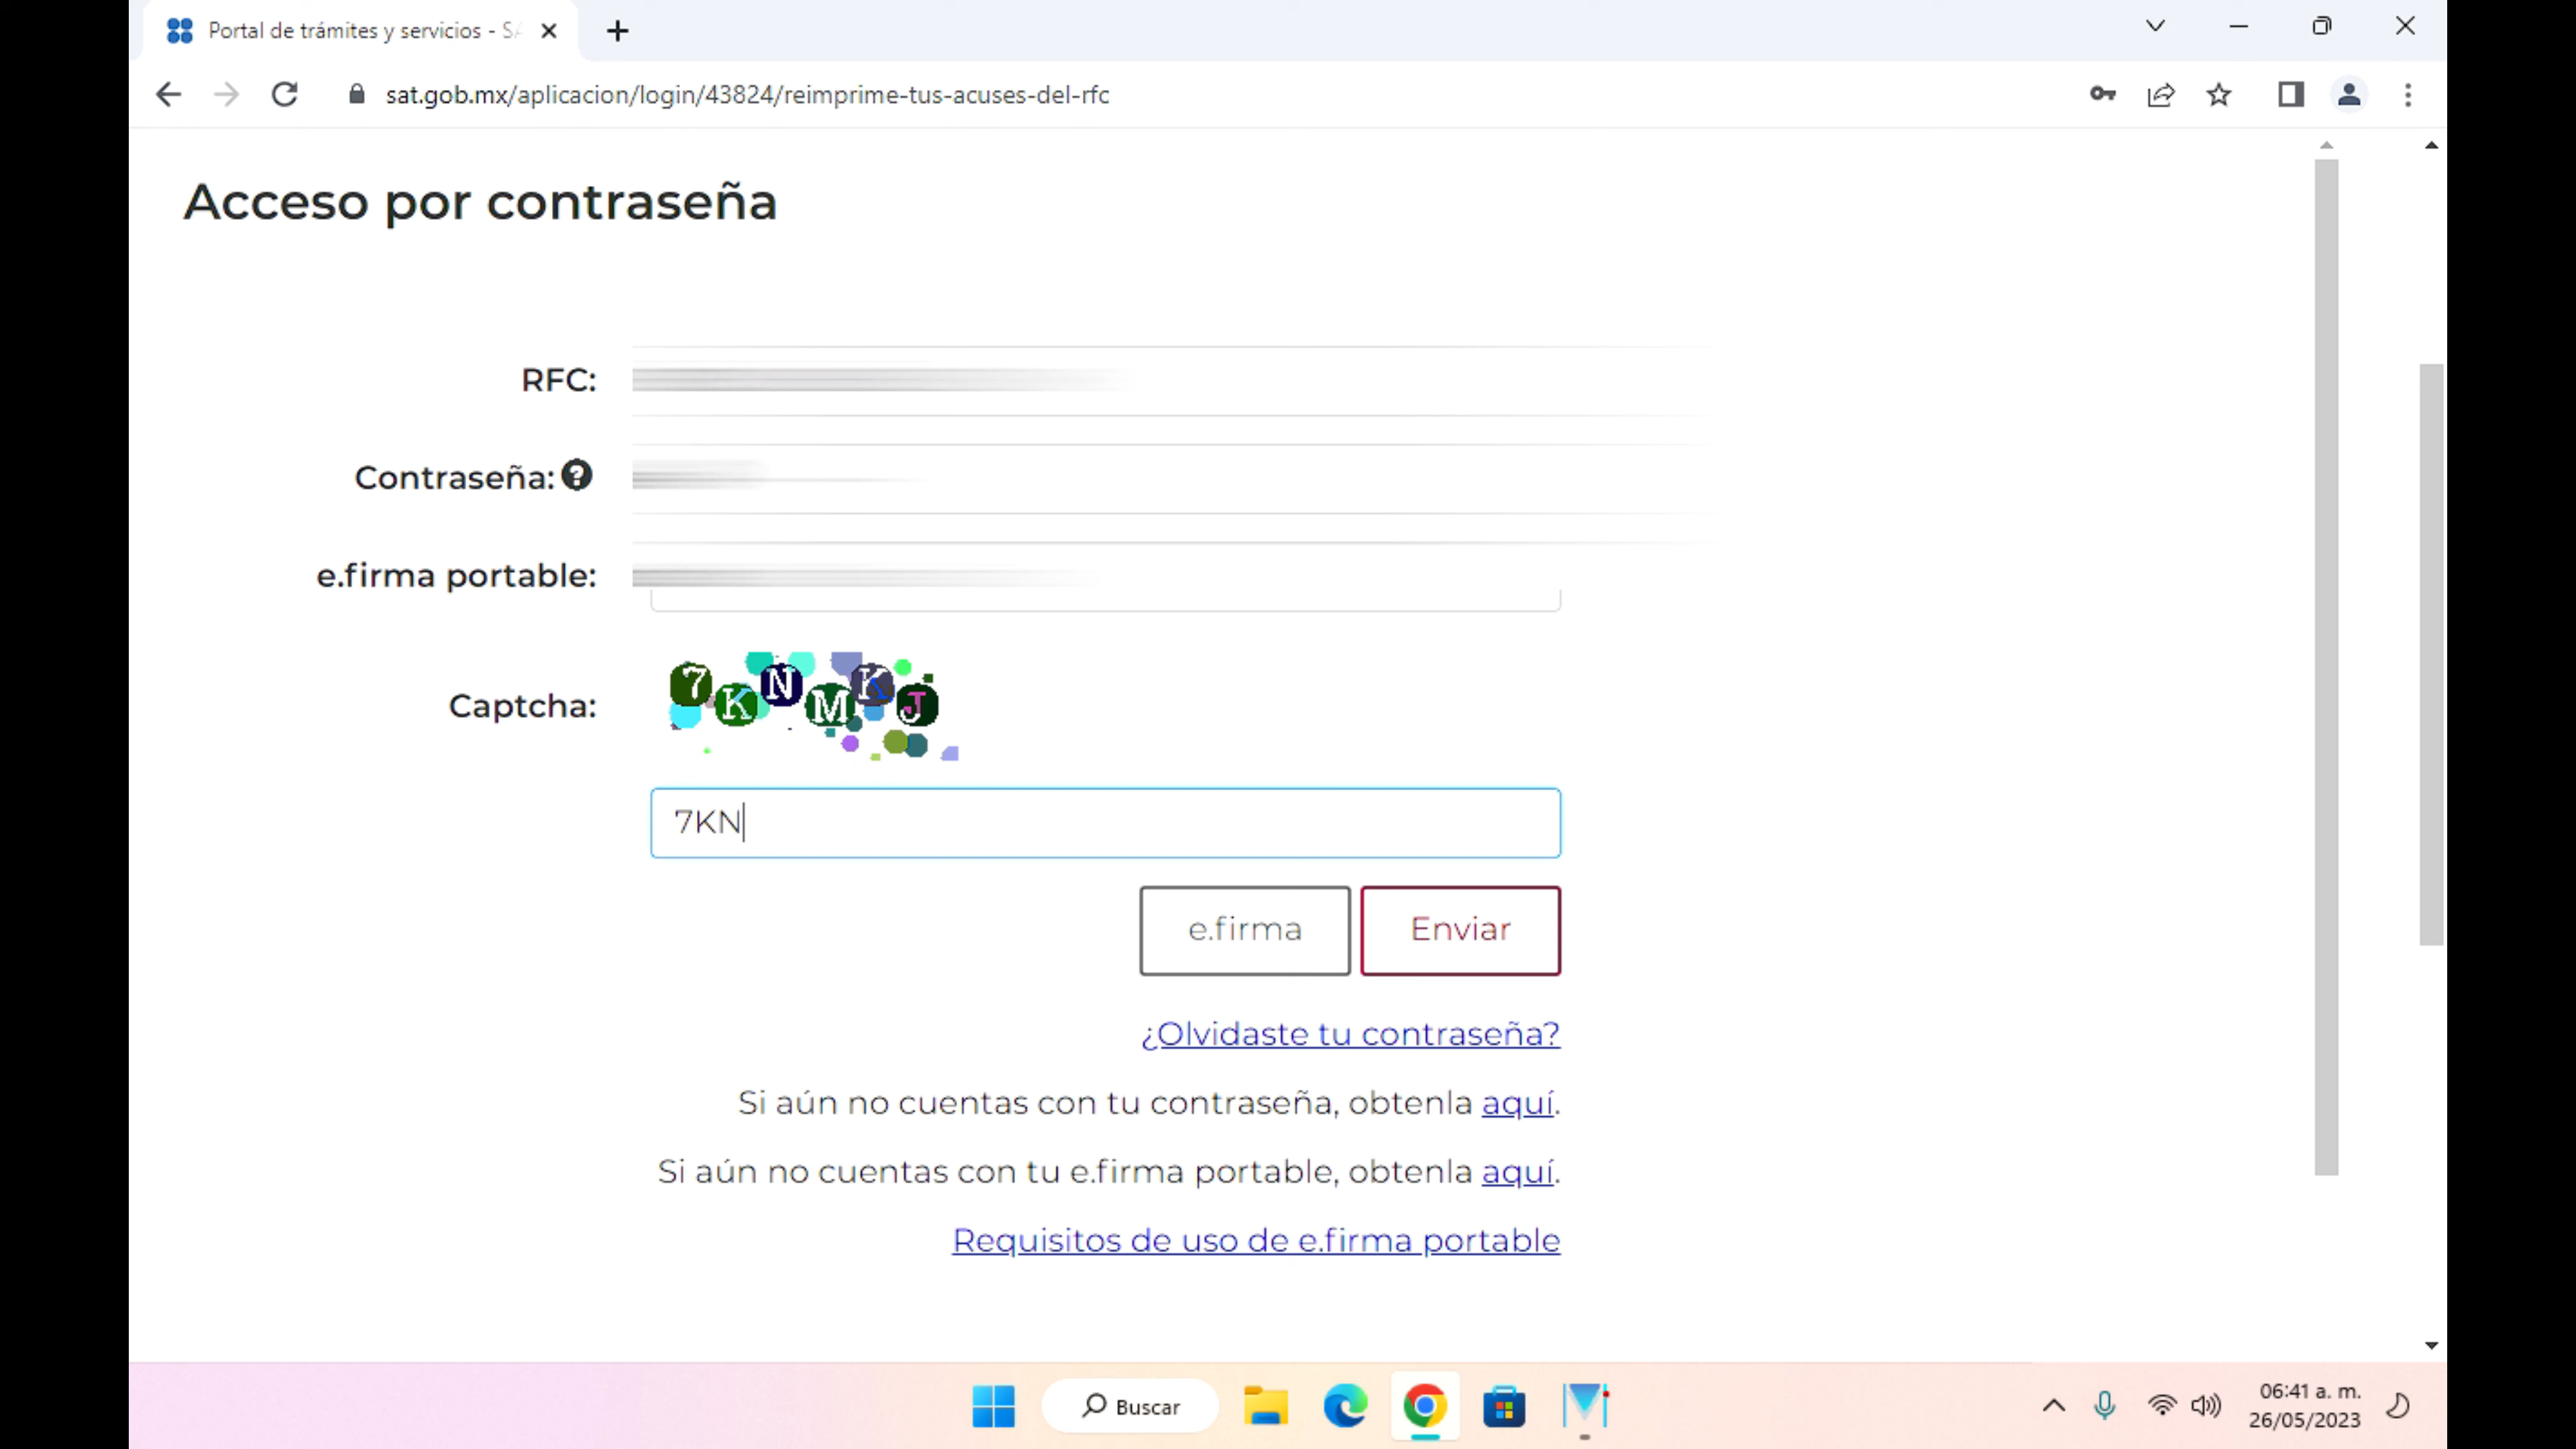 Portal de trámites y servicios - SA
sat.gob.mx/aplicacion/login/43824/reimprime-tus-acuses-del-rfc
Acceso por contraseña
RFC:
Contraseña: ?
e.firma portable:
Captcha:
7KNMKJ
7KN
e.firma Enviar
¿Olvidaste tu contraseña?
Si aún no cuentas con tu contraseña, obtenla aquí.
Si aún no cuentas con tu e.firma portable, obtenla aquí.
Requisitos de uso de e.firma portable
Buscar
06:41 a. m.
26/05/2023